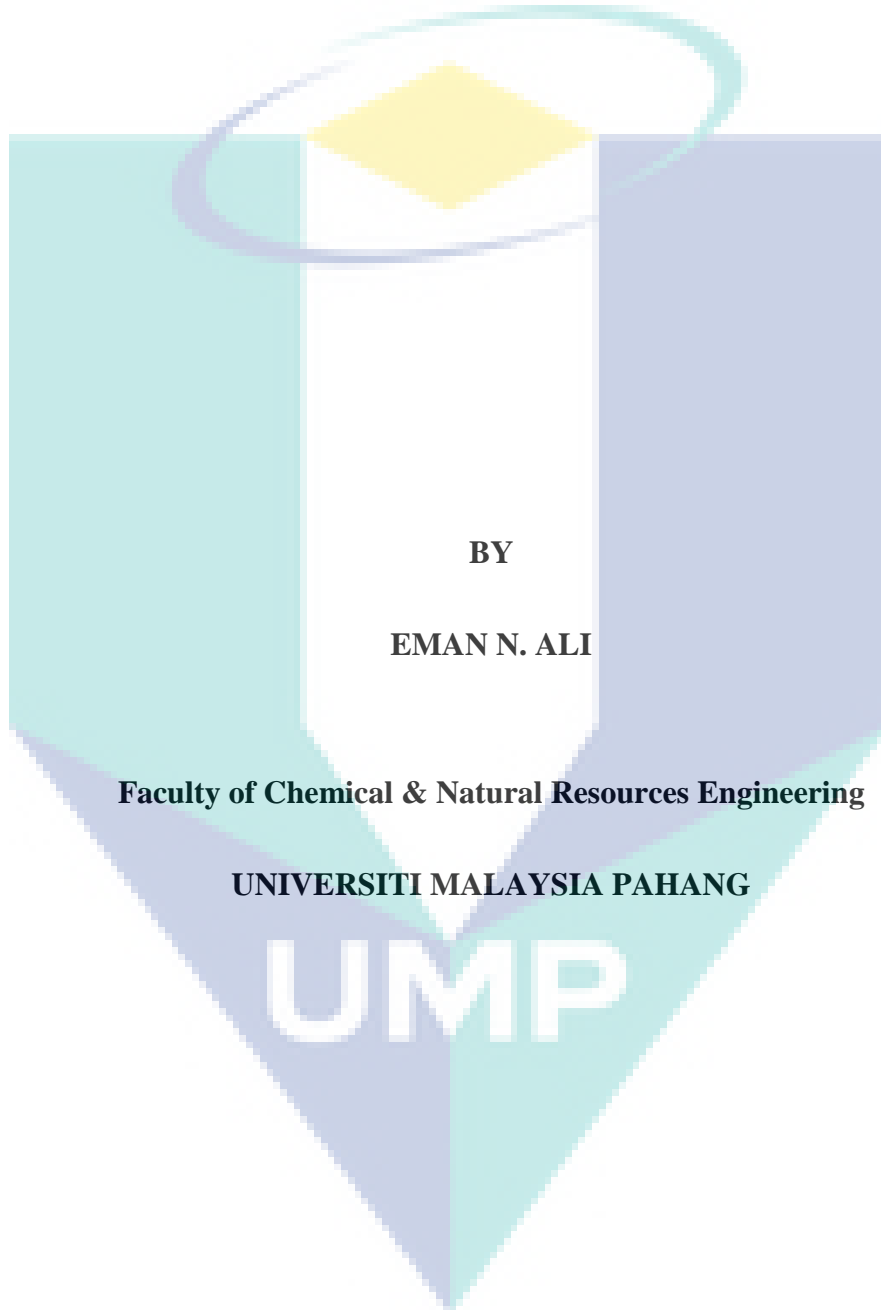 BY
EMAN N. ALI
Faculty of Chemical & Natural Resources Engineering
UNIVERSITI MALAYSIA PAHANG
UMP